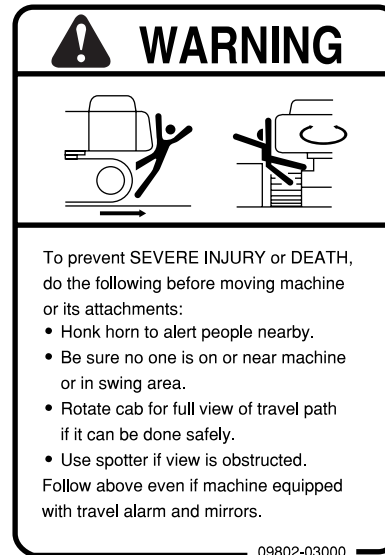 WARNING
To prevent SEVERE INJURY or DEATH,
do the following before moving machine
or its attachments:
• Honk horn to alert people nearby.
• Be sure no one is on or near machine
or in swing area.
• Rotate cab for full view of travel path
if it can be done safely.
• Use spotter if view is obstructed.
Follow above even if machine equipped
with travel alarm and mirrors.
09802-03000